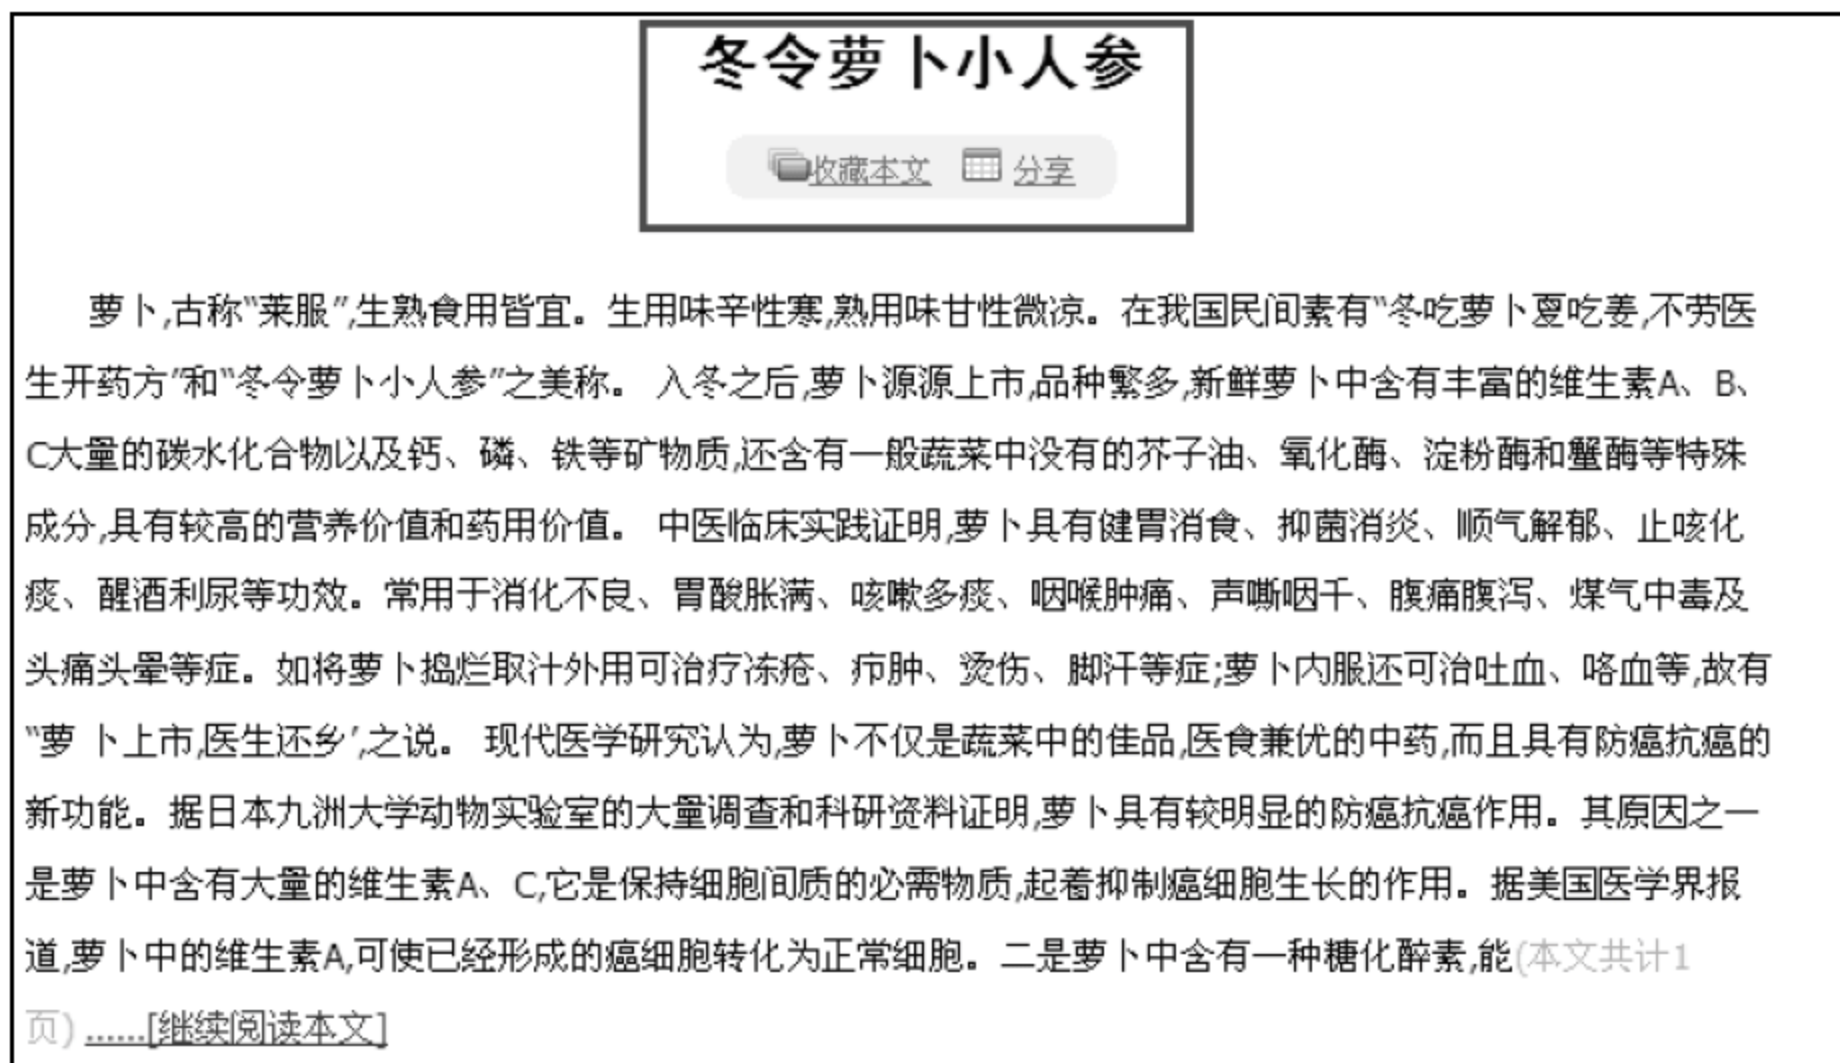 冬令萝卜小人参
收藏本文 分享
萝卜,古称“莱服”,生熟食用皆宜。生用味辛性寒,熟用味甘性微凉。在我国民间素有“冬吃萝卜夏吃姜,不劳医
生开药方”和“冬令萝卜小人参”之美称。 入冬之后,萝卜源源上市,品种繁多,新鲜萝卜中含有丰富的维生素A、B、
C大量的碳水化合物以及钙、磷、铁等矿物质,还含有一般蔬菜中没有的芥子油、氧化酶、淀粉酶和蟹酶等特殊
成分,具有较高的营养价值和药用价值。 中医临床实践证明,萝卜具有健胃消食、抑菌消炎、顺气解郁、止咳化
痰、醒酒利尿等功效。常用于消化不良、胃酸胀满、咳嗽多痰、咽喉肿痛、声嘶咽千、腹痛腹泻、煤气中毒及
头痛头晕等症。如将萝卜捣烂取汁外用可治疗冻疮、疖肿、烫伤、脚汗等症;萝卜内服还可治吐血、咯血等,故有
“萝 卜上市,医生还乡’,之说。 现代医学研究认为,萝卜不仅是蔬菜中的佳品,医食兼优的中药,而且具有防癌抗癌的
新功能。据日本九洲大学动物实验室的大量调查和科研资料证明,萝卜具有较明显的防癌抗癌作用。其原因之一
是萝卜中含有大量的维生素A、C,它是保持细胞间质的必需物质,起着抑制癌细胞生长的作用。据美国医学界报
道,萝卜中的维生素A,可使已经形成的癌细胞转化为正常细胞。二是萝卜中含有一种糖化醉素,能(本文共计1
页) ......[继续阅读本文]